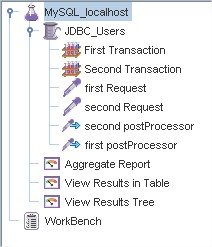 MySQL_localhost
JDBC_Users
First Transaction
Second Transaction
first Request
second Request
second postProcessor
first postProcessor
Aggregate Report
View Results in Table
View Results Tree
WorkBench